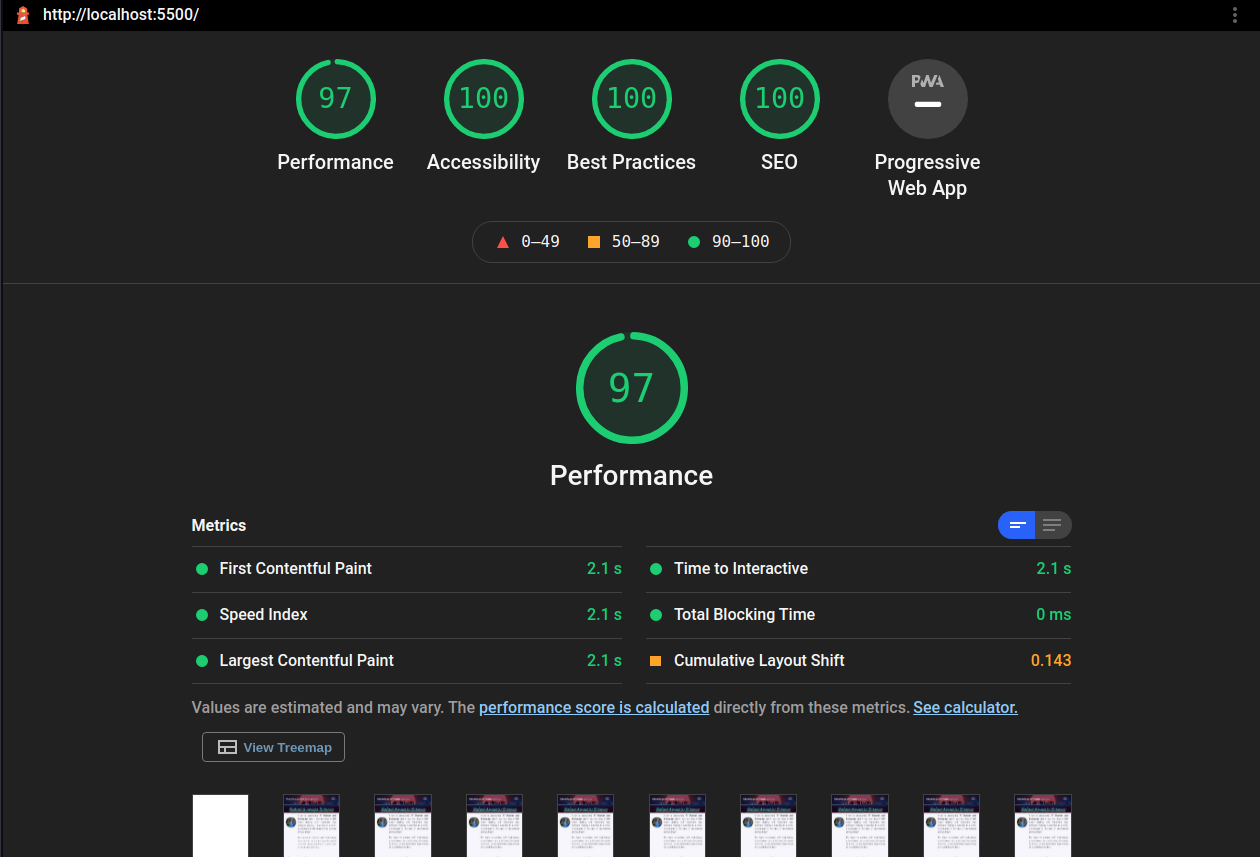 http://localhost:5500/
97
100
100
100
PWA
Performance
Accessibility
Best Practices
SEO
Progressive
Web App
0–49
50–89
90–100
97
Performance
Metrics
First Contentful Paint
2.1 s
Time to Interactive
2.1 s
Speed Index
2.1 s
Total Blocking Time
0 ms
Largest Contentful Paint
2.1 s
Cumulative Layout Shift
0.143
Values are estimated and may vary. The performance score is calculated directly from these metrics. See calculator.
View Treemap